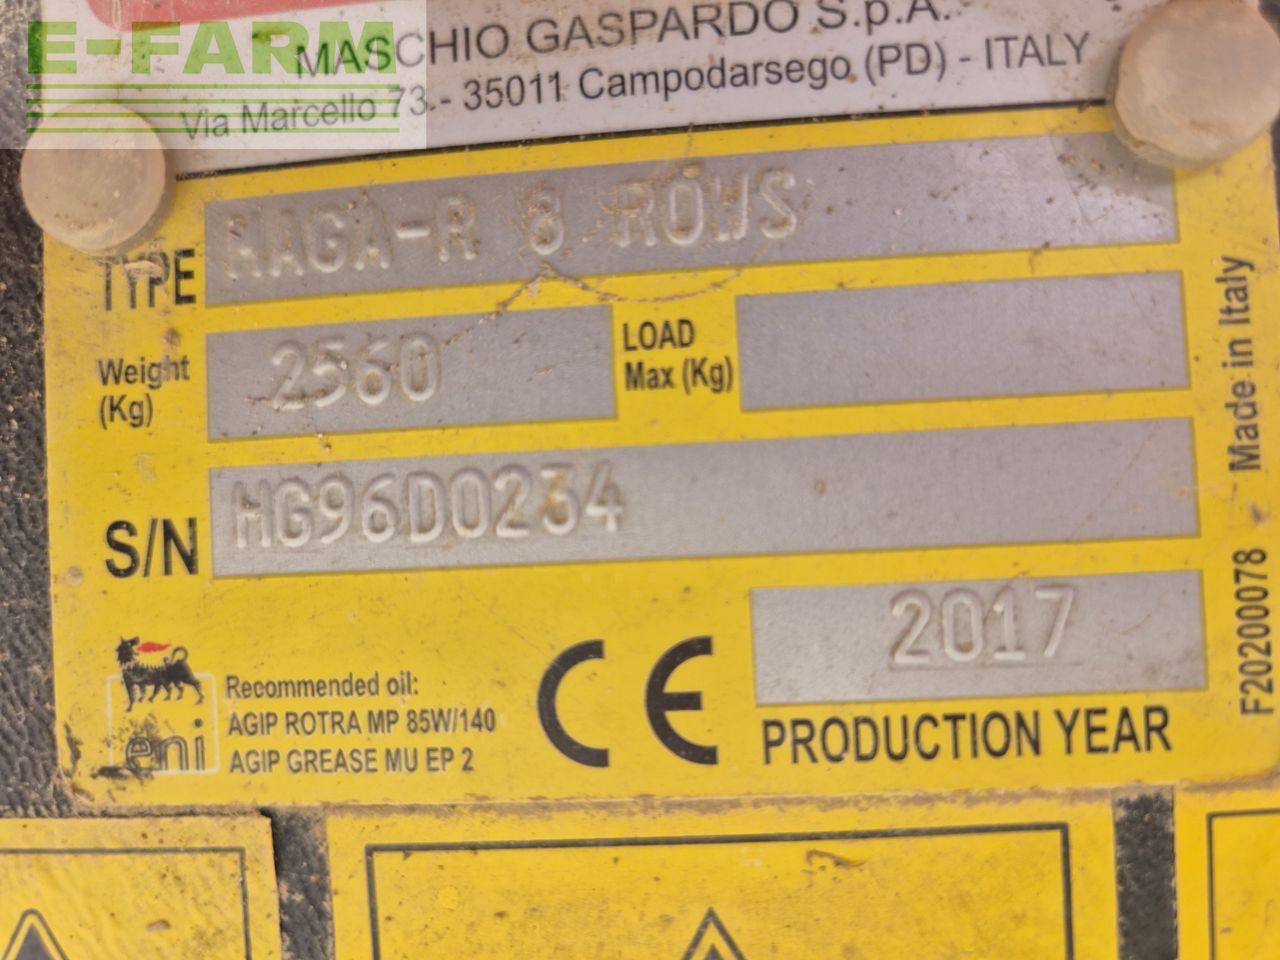 E-FARM
MASCHIO GASPARDO S.p.A.
Via Marcello 73 - 35011 Campodarsego (PD) - ITALY
TYPE MAGA-R 8 ROWS
Weight (Kg) 2560
LOAD Max (Kg)
S/N HG96D0234
2017
PRODUCTION YEAR
eni
Recommended oil:
AGIP ROTRA MP 85W/140
AGIP GREASE MU EP 2
CE
F20200078 Made in Italy